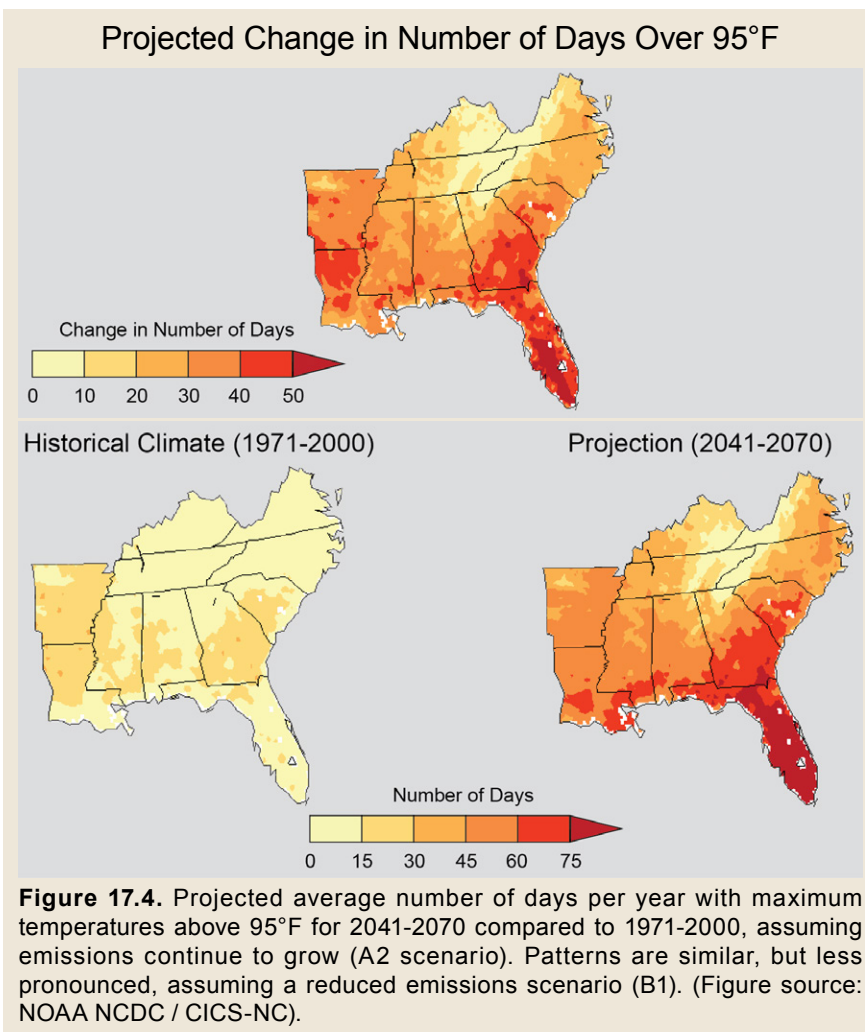 Projected Change in Number of Days Over 95°F
Change in Number of Days
0 10 20 30 40 50
Historical Climate (1971-2000)
Projection (2041-2070)
Number of Days
0 15 30 45 60 75
Figure 17.4. Projected average number of days per year with maximum
temperatures above 95°F for 2041-2070 compared to 1971-2000, assuming
emissions continue to grow (A2 scenario). Patterns are similar, but less
pronounced, assuming a reduced emissions scenario (B1). (Figure source:
NOAA NCDC / CICS-NC).